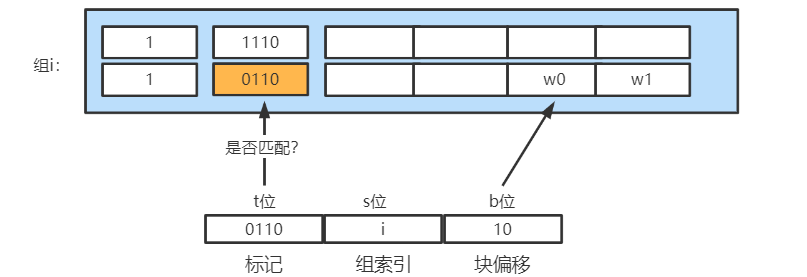 1 1110
组i:
1 0110 w0 w1
是否匹配?
t位 s位 b位
0110 i 10
标记 组索引 块偏移